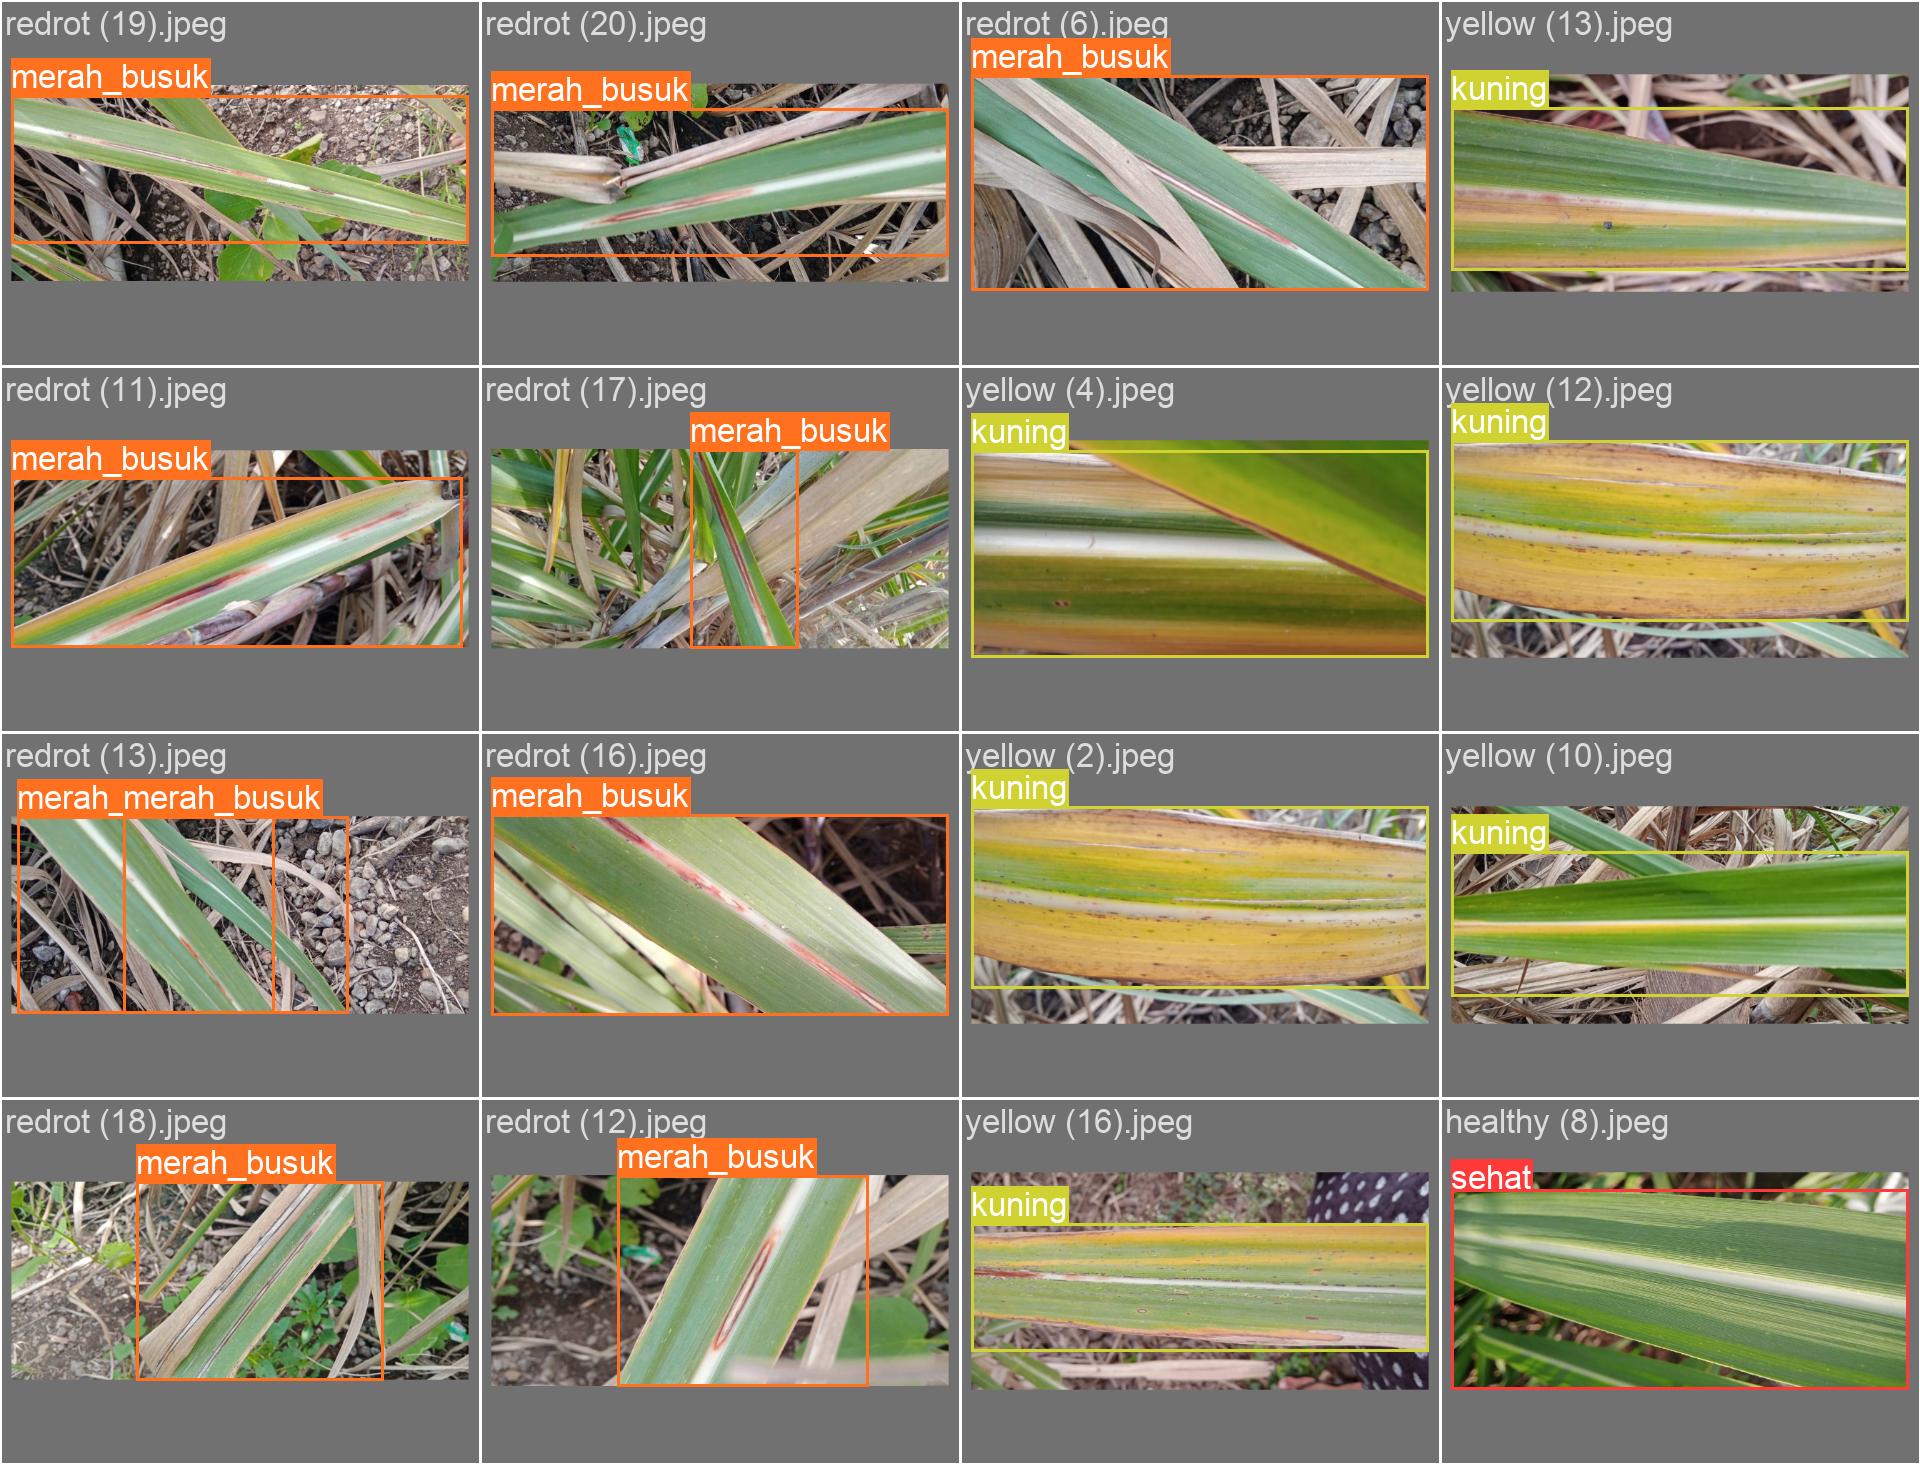 redrot (19).jpeg
merah_busuk
redrot (20).jpeg
merah_busuk
redrot (6).jpeg
merah_busuk
yellow (13).jpeg
kuning
redrot (11).jpeg
merah_busuk
redrot (17).jpeg
merah_busuk
yellow (4).jpeg
kuning
yellow (12).jpeg
kuning
redrot (13).jpeg
merah_merah_busuk
redrot (16).jpeg
merah_busuk
yellow (2).jpeg
kuning
yellow (10).jpeg
kuning
redrot (18).jpeg
merah_busuk
redrot (12).jpeg
merah_busuk
yellow (16).jpeg
kuning
healthy (8).jpeg
sehat